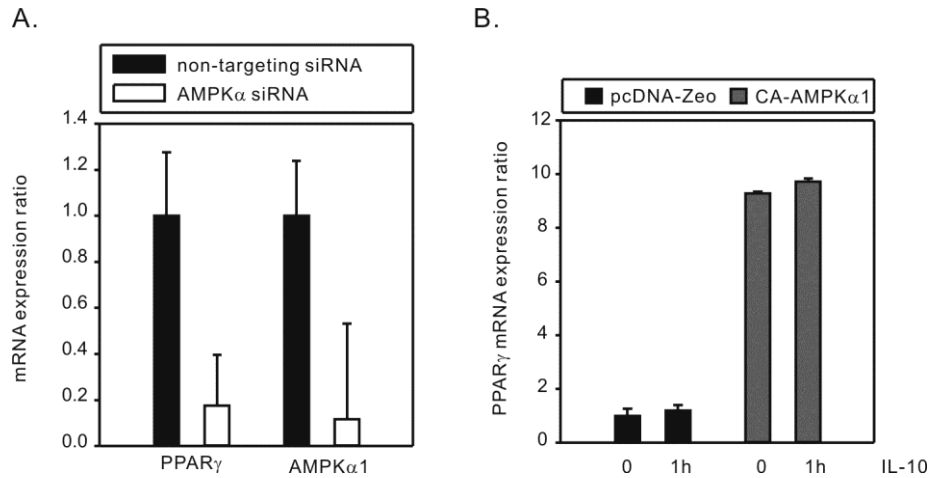 A.
non-targeting siRNA
AMPKα siRNA
mRNA expression ratio
1.4
1.2
1.0
0.8
0.6
0.4
0.2
0.0
PPARγ AMPKα1
B.
pcDNA-Zeo CA-AMPKα1
PPARγ mRNA expression ratio
12
10
8
6
4
2
0
0 1h 0 1h IL-10